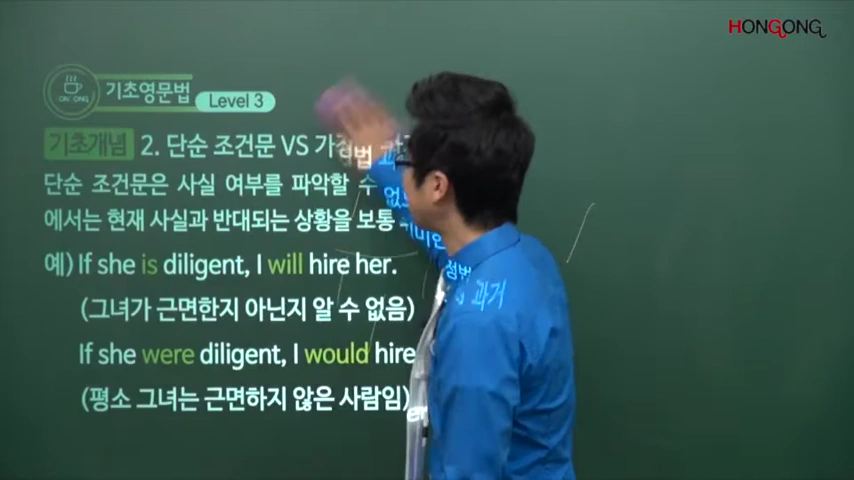 HONGONG
기초영문법
Level 3
기초개념 2. 단순 조건문 VS 가정법 과거
단순 조건문은 사실 여부를 파악할 수 없
에서는 현재 사실과 반대되는 상황을 보통
예) If she is diligent, I will hire her.
(그녀가 근면한지 아닌지 알 수 없음)
If she were diligent, I would hire
(평소 그녀는 근면하지 않은 사람임)